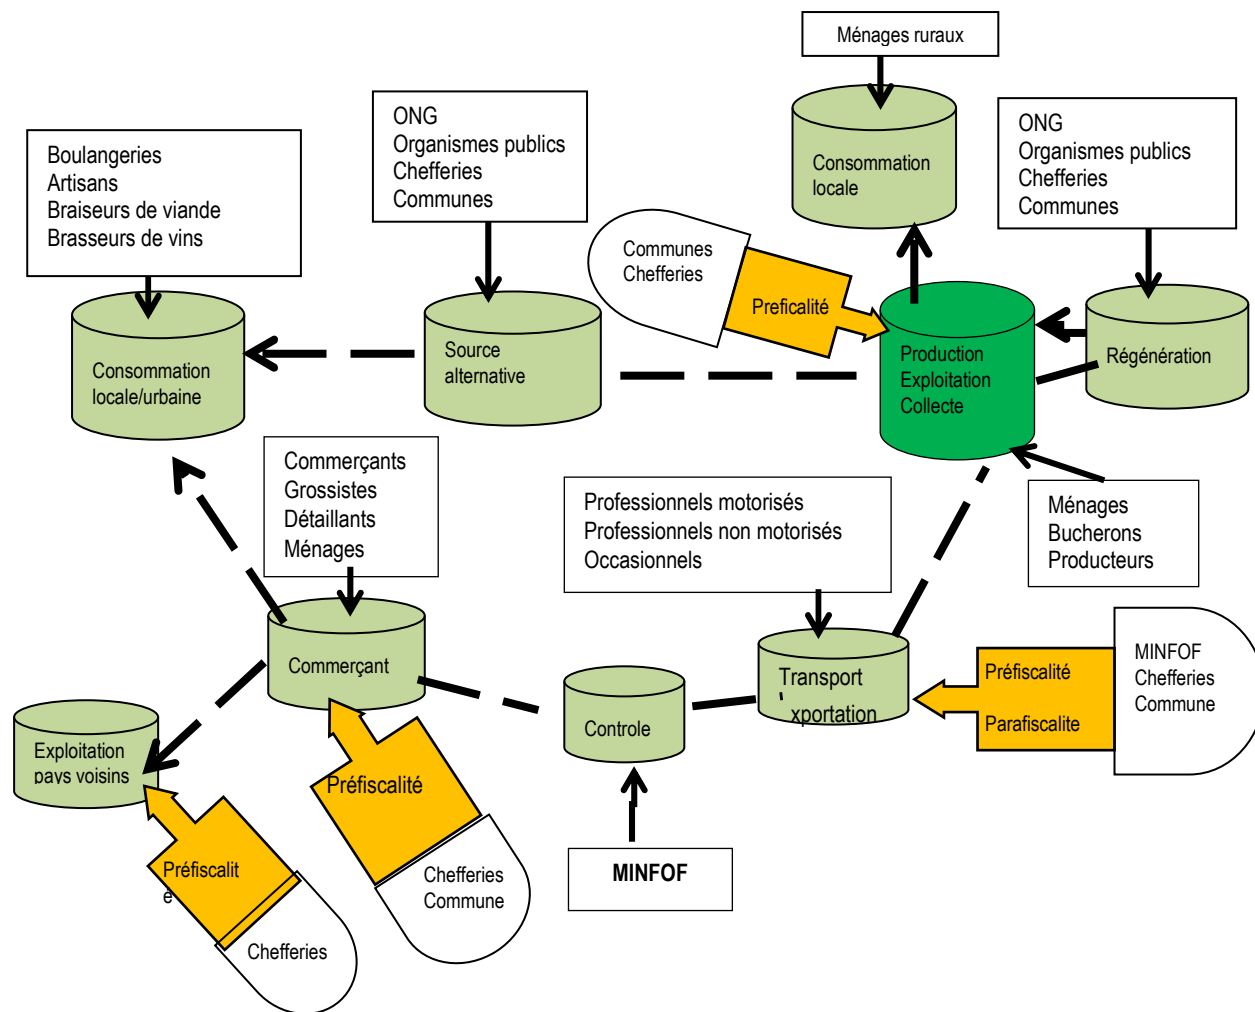 Ménages ruraux
ONG
Organismes publics
Chefferies
Communes
ONG
Organismes publics
Chefferies
Communes
Boulangeries
Artisans
Braiseurs de viande
Brasseurs de vins
Consommation
locale
Communes
Chefferies
Preficalité
Consommation
locale/urbaine
Source
alternative
Production
Exploitation
Collecte
Régénération
Commerçants
Grossistes
Détaillants
Ménages
Professionnels motorisés
Professionnels non motorisés
Occasionnels
Ménages
Bucherons
Producteurs
Commerçant
Controle
Transport
xportation
Préfiscalité
Parafiscalite
MINFOF
Chefferies
Commune
Exploitation
pays voisins
Préfiscalité
Préfiscalit
é
MINFOF
Chefferies
Commune
Chefferies